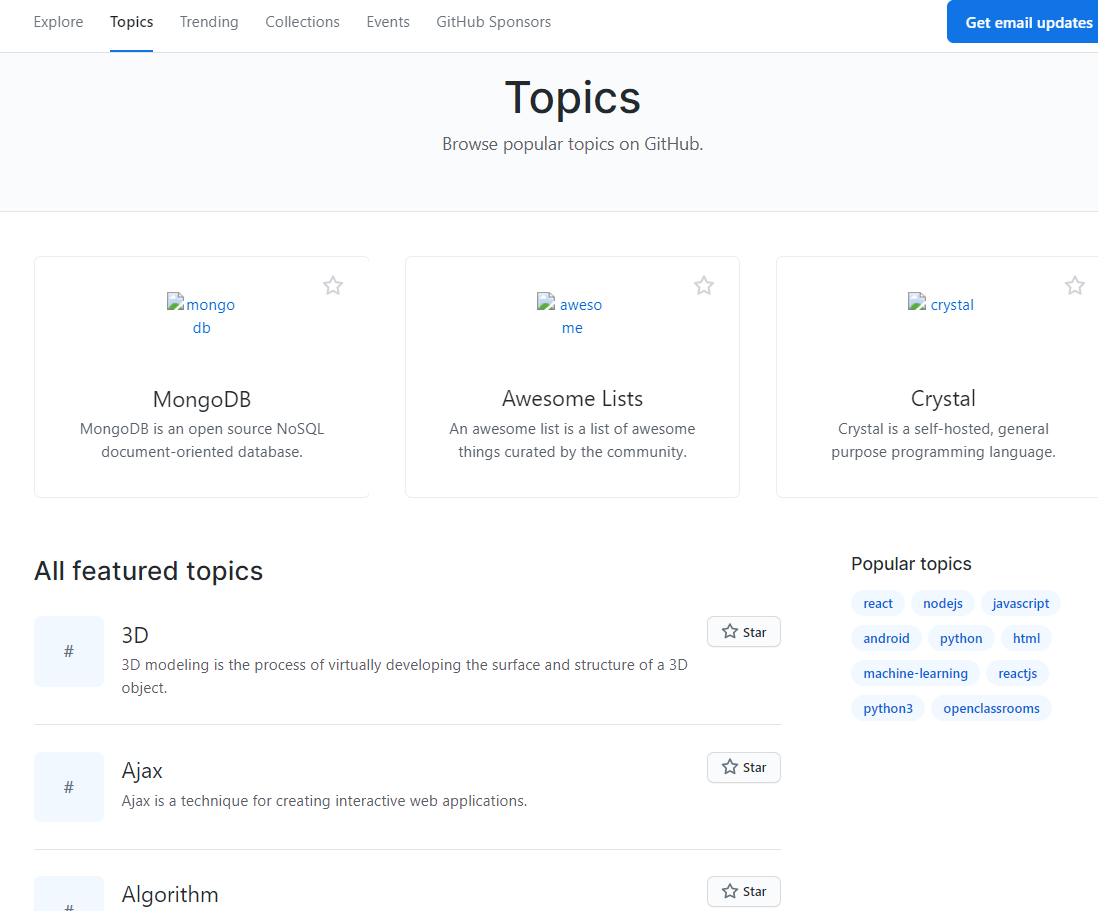 Explore Topics Trending Collections Events GitHub Sponsors Get email updates
Topics
Browse popular topics on GitHub.
mongo
db
MongoDB
MongoDB is an open source NoSQL
document-oriented database.
aweso
me
Awesome Lists
An awesome list is a list of awesome
things curated by the community.
crystal
Crystal
Crystal is a self-hosted, general
purpose programming language.
All featured topics
#
3D
3D modeling is the process of virtually developing the surface and structure of a 3D
object.
Star
#
Ajax
Ajax is a technique for creating interactive web applications.
Star
#
Algorithm
Star
Popular topics
react nodejs javascript
android python html
machine-learning reactjs
python3 openclassrooms